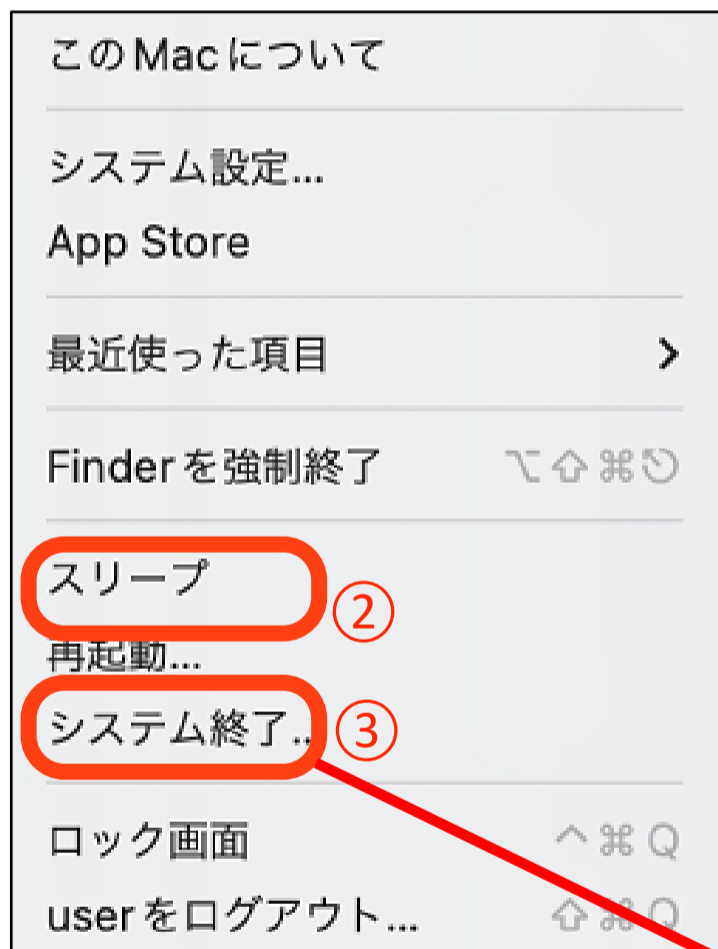 このMacについて
システム設定...
App Store
最近使った項目 >
Finderを強制終了 ⌥⇧⌘⎋
スリープ ②
再起動...
システム終了... ③
ロック画面 ^⌘Q
userをログアウト... ⇧⌘Q